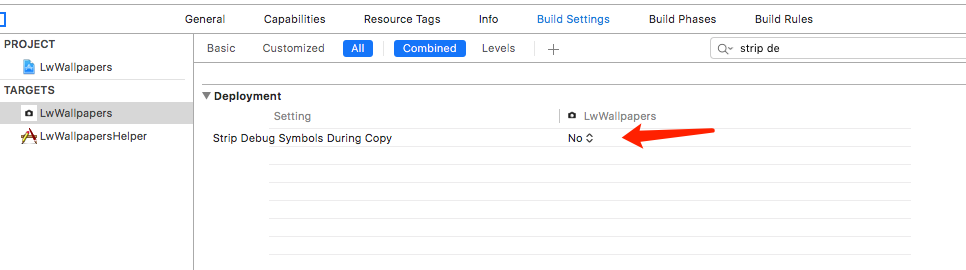 General Capabilities Resource Tags Info Build Settings Build Phases Build Rules
PROJECT
LwWallpapers
TARGETS
LwWallpapers
LwWallpapersHelper
Basic Customized All Combined Levels + strip de
Deployment
Setting LwWallpapers
Strip Debug Symbols During Copy No